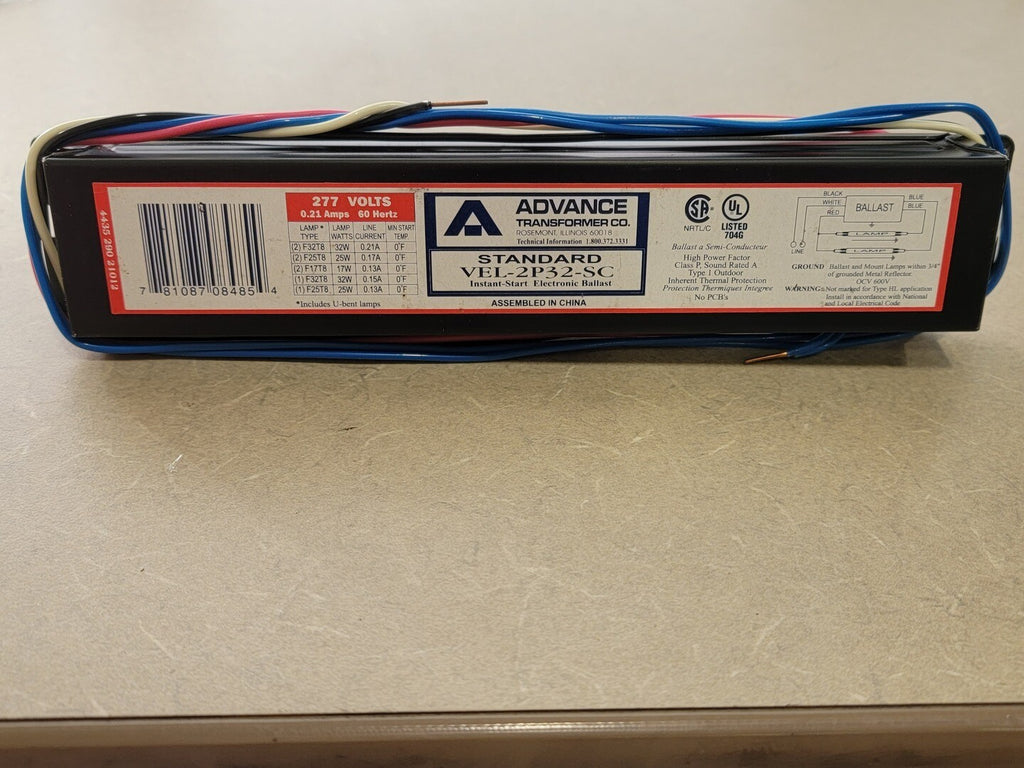 4435 290 21012
7 81087 08485 4
277 VOLTS
0.21 Amps 60 Hertz
LAMP* TYPE LAMP WATTS LINE CURRENT MIN START TEMP.
(2) F32T8 32W 0.21A 0°F
(2) F25T8 25W 0.17A 0°F
(2) F17T8 17W 0.13A 0°F
(1) F32T8 32W 0.15A 0°F
(1) F25T8 25W 0.13A 0°F
*Includes U-bent lamps
ADVANCE
TRANSFORMER CO.
ROSEMONT, ILLINOIS 60018
Technical Information 1.800.372.3331
STANDARD
VEL-2P32-SC
Instant-Start Electronic Ballast
ASSEMBLED IN CHINA
SA
NRTL/C
UL
LISTED
704G
Ballast a Semi-Conducteur
High Power Factor
Class P, Sound Rated A
Type 1 Outdoor
Inherent Thermal Protection
Protection Thermiques Integree
No PCB's
BLACK
WHITE
RED
BALLAST
BLUE
BLUE
LAMP
LAMP
LINE
GROUND: Ballast and Mount Lamps within 3/4"
of grounded Metal Reflector
OCV 600V
WARNING: Not marked for Type HL application
Install in accordance with National
and Local Electrical Code